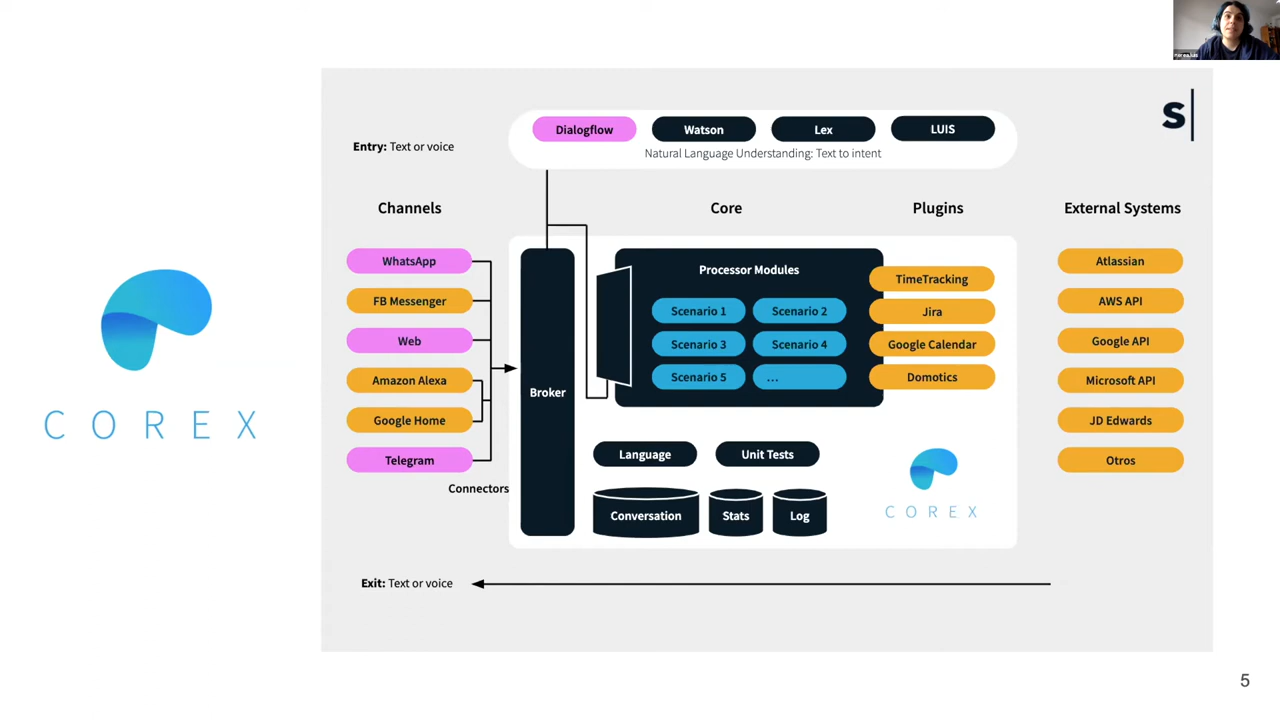 Dialogflow
Watson
Lex
LUIS
Entry: Text or voice
Natural Language Understanding: Text to intent
S|
Channels
Core
Plugins
External Systems
WhatsApp
FB Messenger
Web
Amazon Alexa
Google Home
Telegram
Connectors
Broker
Processor Modules
Scenario 1
Scenario 2
Scenario 3
Scenario 4
Scenario 5
...
TimeTracking
Jira
Google Calendar
Domotics
Atlassian
AWS API
Google API
Microsoft API
JD Edwards
Otros
Language
Unit Tests
Conversation
Stats
Log
COREX
COREX
Exit: Text or voice
5